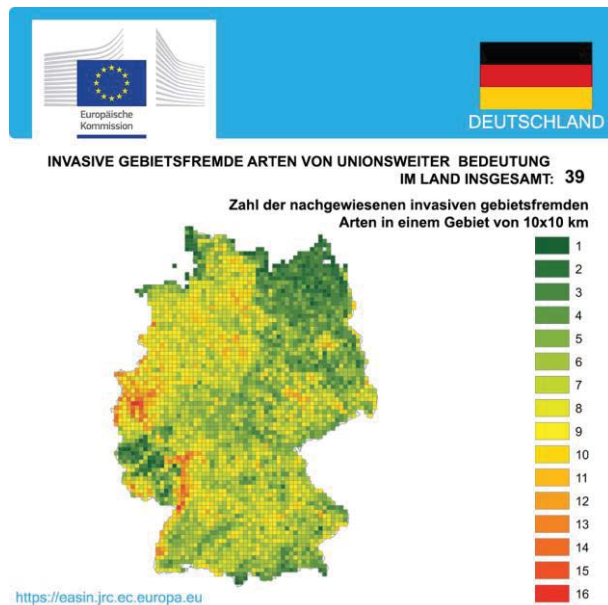 Europäische
Kommission
DEUTSCHLAND
INVASIVE GEBIETSFREMDE ARTEN VON UNIONSWEITER BEDEUTUNG
IM LAND INSGESAMT: 39
Zahl der nachgewiesenen invasiven gebietsfremden
Arten in einem Gebiet von 10x10 km
1
2
3
4
5
6
7
8
9
10
11
12
13
14
15
16
https://easin.jrc.ec.europa.eu